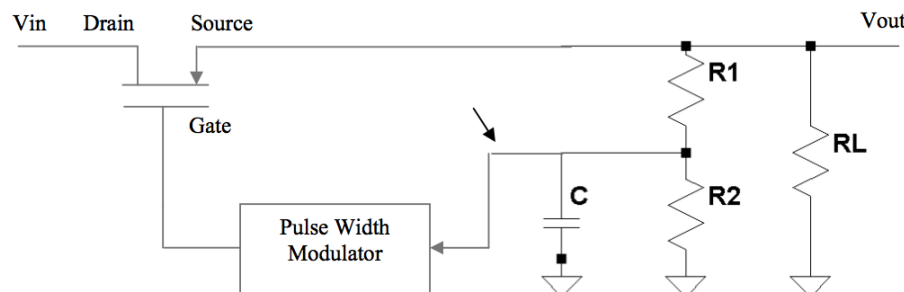 Vin Drain Source Vout
R1
Gate
RL
C R2
Pulse Width
Modulator